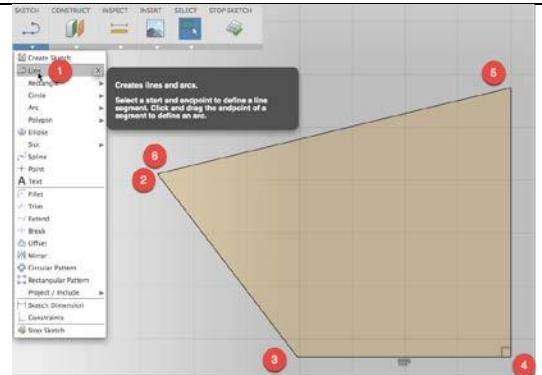 SKETCH CONSTRUCT INSPECT INSERT SELECT STOP SKETCH
Create Sketch
Line
1
Rectangle
Circle
Arc
Polygon
Ellipse
Slot
Spline
Point
A Text
Fillet
Trim
Extend
Break
Offset
Mirror
Circular Pattern
Rectangular Pattern
Project / Include
Sketch Dimension
Constraints
Stop Sketch
Creates lines and arcs.
Select a start and endpoint to define a line
segment. Click and drag the endpoint of a
segment to define an arc.
5
6
2
3
4